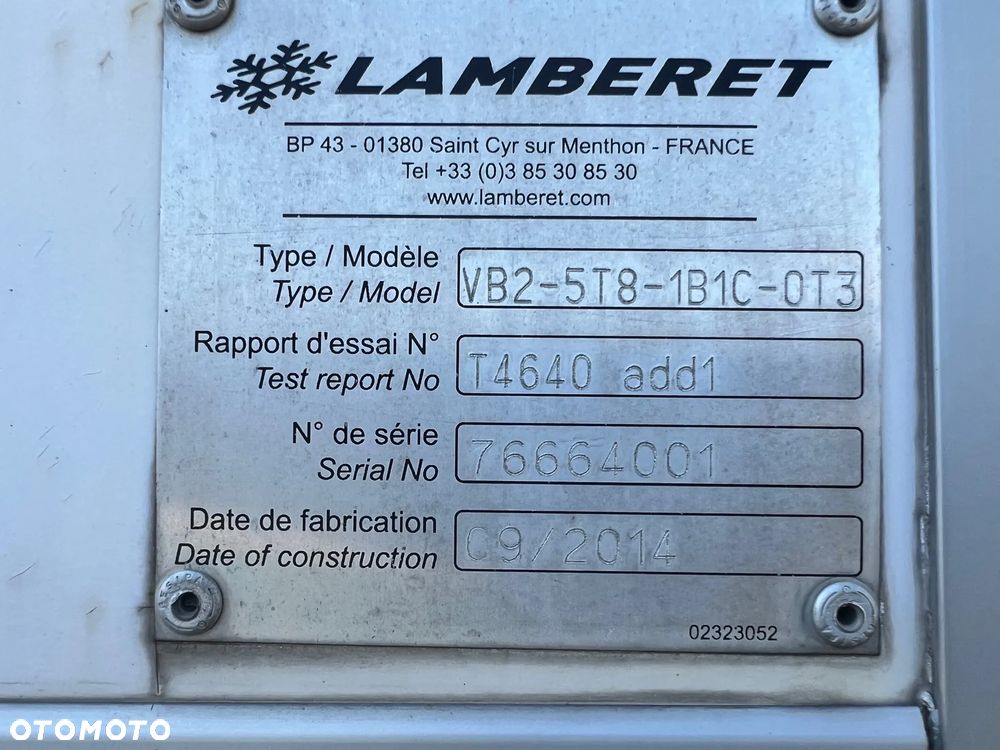 LAMBERET
BP 43 - 01380 Saint Cyr sur Menthon - FRANCE
Tel +33 (0)3 85 30 85 30
www.lamberet.com
Type / Modèle
Type / Model
VB2-5T8-1B1C-0T3
Rapport d'essai N°
Test report No
T4640 add1
N° de série
Serial No
76664001
Date de fabrication
Date of construction
09/2014
02323052
OTOMOTO